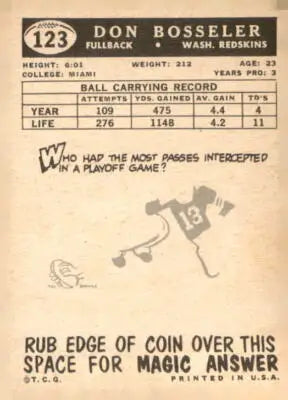 123
DON BOSSELER
FULLBACK • WASH. REDSKINS
HEIGHT: 6:01 WEIGHT: 212 AGE: 23
COLLEGE: MIAMI YEARS PRO: 3
BALL CARRYING RECORD
ATTEMPTS YDS. GAINED AV. GAIN TD'S
YEAR 109 475 4.4 4
LIFE 276 1148 4.2 11
WHO HAD THE MOST PASSES INTERCEPTED
IN A PLAYOFF GAME?
13
RUB EDGE OF COIN OVER THIS
SPACE FOR MAGIC ANSWER
©T.C.G. PRINTED IN U.S.A.